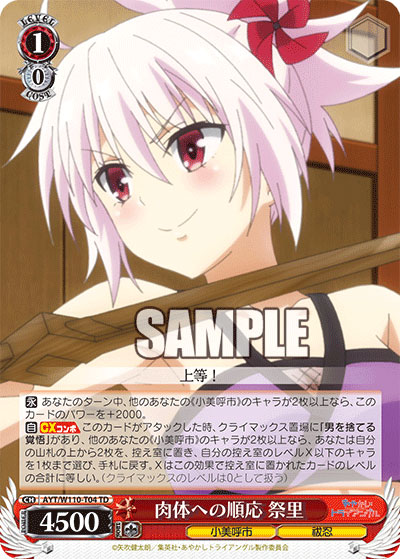 LEVEL
1
0
COST
SAMPLE
上等！
永 あなたのターン中、他のあなたの《小美呼市》のキャラが2枚以上なら、このカードのパワーを＋2000。
自 CXコンボ このカードがアタックした時、クライマックス置場に「男を捨てる覚悟」があり、他のあなたの《小美呼市》のキャラが2枚以上なら、あなたは自分の山札の上から2枚を、控え室に置き、自分の控え室のレベルX以下のキャラを1枚まで選び、手札に戻す。Xはこの効果で控え室に置かれたカードのレベルの合計に等しい。（クライマックスのレベルは0として扱う）
CH AYT/W110-T04 TD
4500
肉体への順応 祭里
あやかしトライアングル
小美呼市
祓忍
©矢吹健太朗／集英社・あやかしトライアングル製作委員会